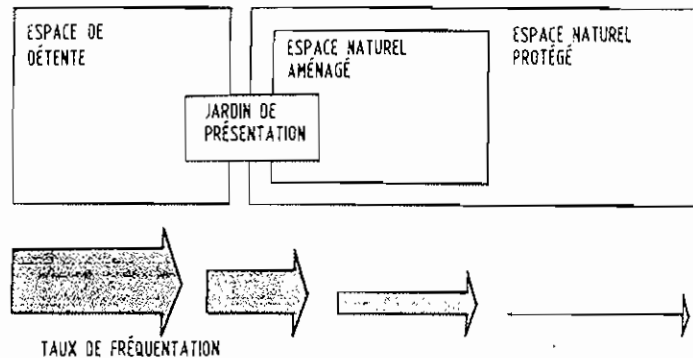 ESPACE DE
DÉTENTE
JARDIN DE
PRÉSENTATION
ESPACE NATUREL
AMÉNAGÉ
ESPACE NATUREL
PROTÉGÉ
TAUX DE FRÉQUENTATION